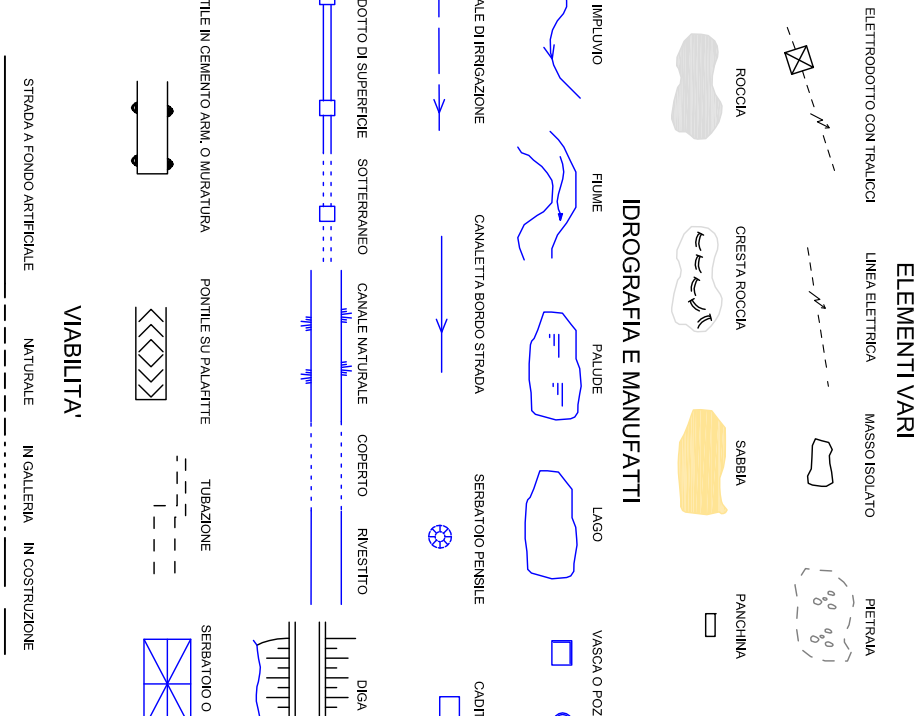 ELEMENTI VARI
ELETTRODOTTO CON TRALICCI LINEA ELETTRICA MASSO ISOLATO PIETRAIA
ROCCIA CRESTA ROCCIA SABBIA PANCHINA
IDROGRAFIA E MANUFATTI
IMPLUVIO FIUME PALUDE LAGO VASCA O POZ
ALE DI IRRIGAZIONE CANALETTA BORDO STRADA SERBATOIO PENSILE CADIT
DOTTO DI SUPERFICIE SOTTERRANEO CANALE NATURALE COPERTO RIVESTITO DIGA
TILE IN CEMENTO ARM. O MURATURA PONTILE SU PALAFITTE TUBAZIONE SERBATOIO O
VIABILITA'
STRADA A FONDO ARTIFICIALE NATURALE IN GALLERIA IN COSTRUZIONE